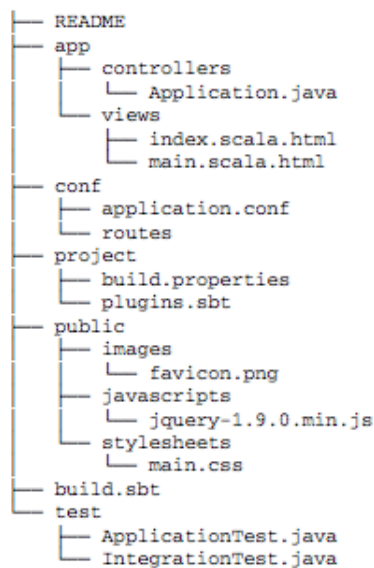 README
app
controllers
Application.java
views
index.scala.html
main.scala.html
conf
application.conf
routes
project
build.properties
plugins.sbt
public
images
favicon.png
javascripts
jquery-1.9.0.min.js
stylesheets
main.css
build.sbt
test
ApplicationTest.java
IntegrationTest.java